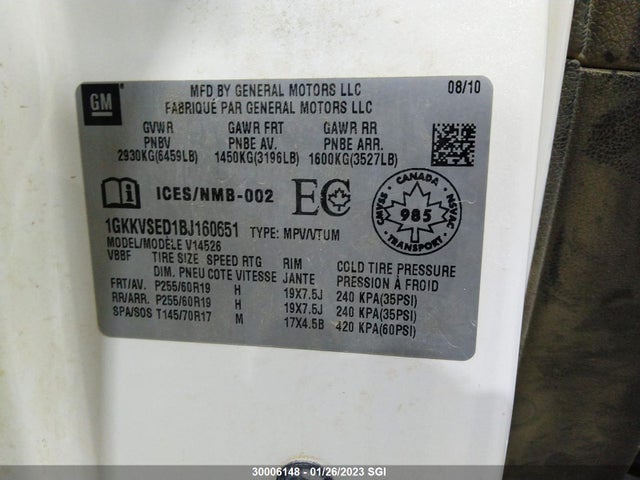 GM
MFD BY GENERAL MOTORS LLC 08/10
FABRIQUÉ PAR GENERAL MOTORS LLC
GVWR GAWR FRT GAWR RR
PNBV PNBE AV. PNBE ARR.
2930KG(6459LB) 1450KG(3196LB) 1600KG(3527LB)
ICES/NMB-002 EC
CANADA
CMVSS 985 NSVAC
TRANSPORT
1GKKVSED1BJ160651 TYPE: MPV/VTUM
MODEL/MODÈLE V14526
VBBF TIRE SIZE SPEED RTG RIM COLD TIRE PRESSURE
DIM. PNEU COTE VITESSE JANTE PRESSION À FROID
FRT/AV. P255/60R19 H 19X7.5J 240 KPA(35PSI)
RR/ARR. P255/60R19 H 19X7.5J 240 KPA(35PSI)
SPA/SOS T145/70R17 M 17X4.5B 420 KPA(60PSI)
30006148 - 01/26/2023 SGI